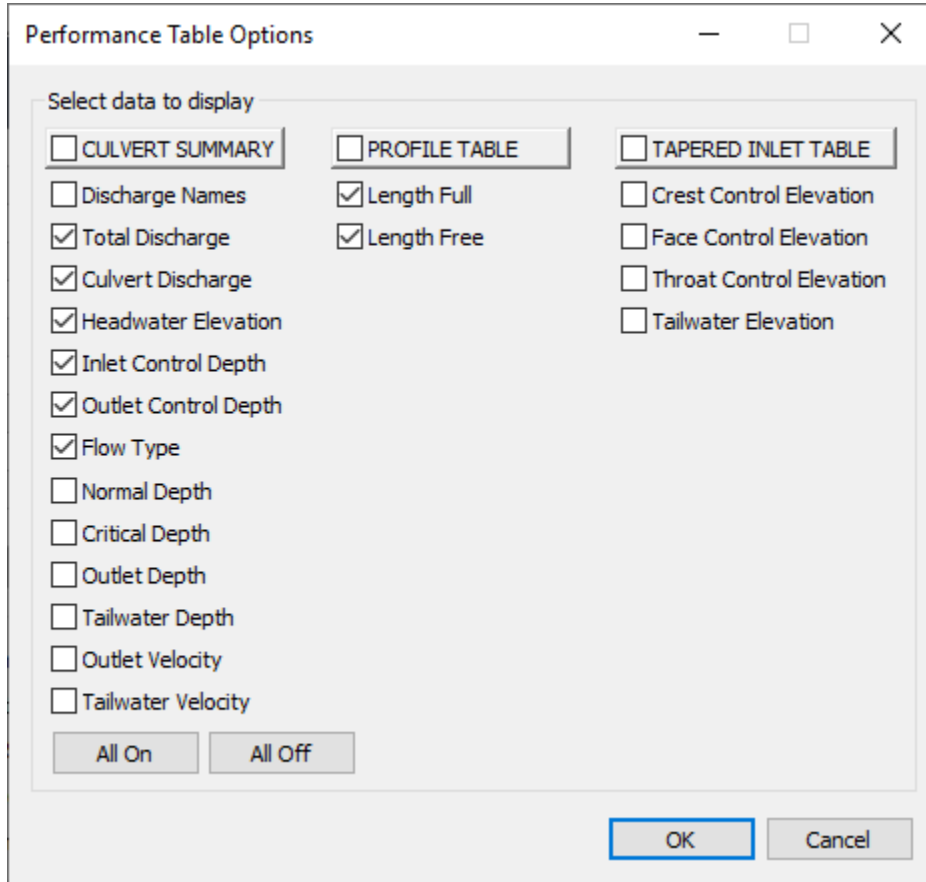 Performance Table Options
Select data to display
CULVERT SUMMARY
Discharge Names
Total Discharge
Culvert Discharge
Headwater Elevation
Inlet Control Depth
Outlet Control Depth
Flow Type
Normal Depth
Critical Depth
Outlet Depth
Tailwater Depth
Outlet Velocity
Tailwater Velocity
All On
All Off
PROFILE TABLE
Length Full
Length Free
TAPERED INLET TABLE
Crest Control Elevation
Face Control Elevation
Throat Control Elevation
Tailwater Elevation
OK
Cancel